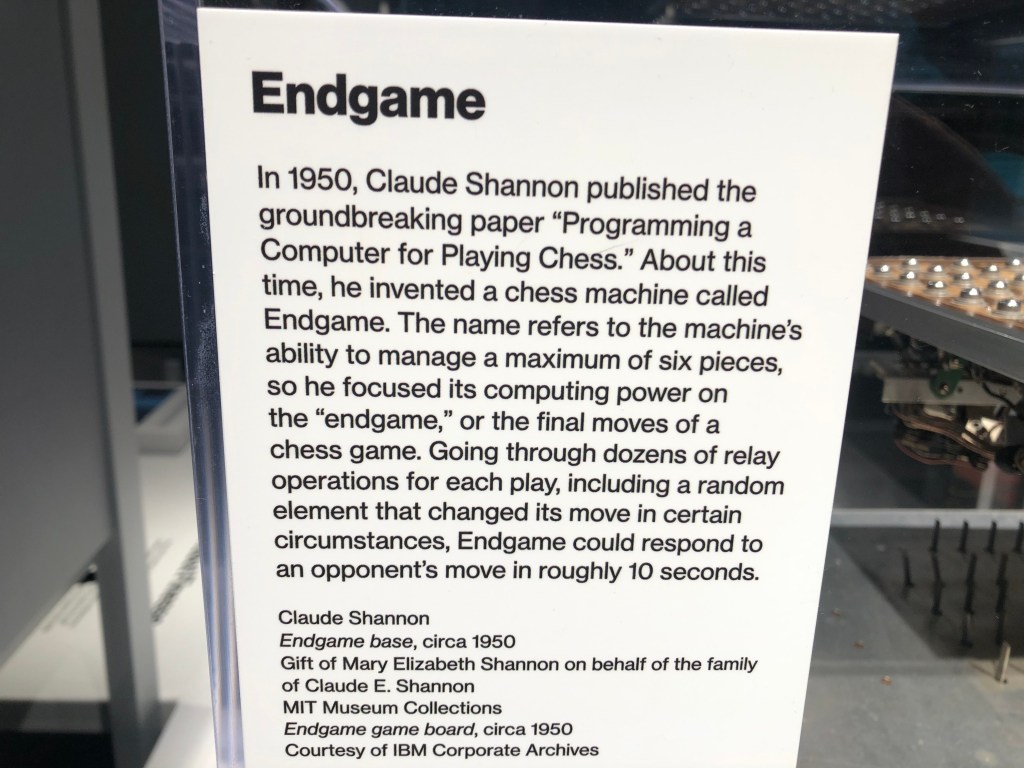 Endgame
In 1950, Claude Shannon published the
groundbreaking paper “Programming a
Computer for Playing Chess.” About this
time, he invented a chess machine called
Endgame. The name refers to the machine’s
ability to manage a maximum of six pieces,
so he focused its computing power on
the “endgame,” or the final moves of a
chess game. Going through dozens of relay
operations for each play, including a random
element that changed its move in certain
circumstances, Endgame could respond to
an opponent’s move in roughly 10 seconds.
Claude Shannon
Endgame base, circa 1950
Gift of Mary Elizabeth Shannon on behalf of the family
of Claude E. Shannon
MIT Museum Collections
Endgame game board, circa 1950
Courtesy of IBM Corporate Archives